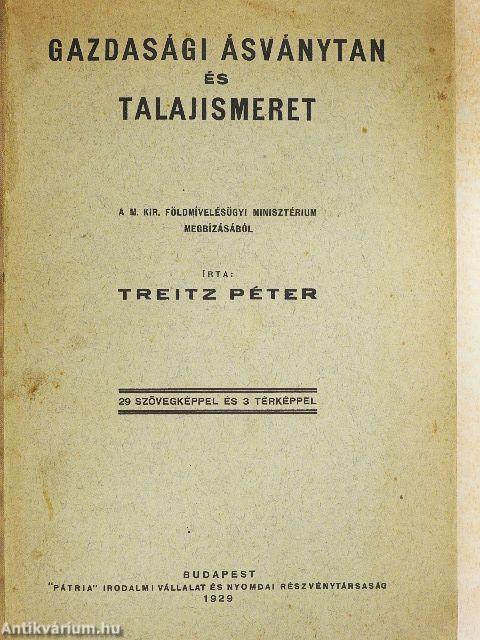 GAZDASÁGI ÁSVÁNYTAN
ÉS
TALAJISMERET
A M. KIR. FÖLDMÍVELÉSÜGYI MINISZTÉRIUM
MEGBÍZÁSÁBÓL
ÍRTA:
TREITZ PÉTER
29 SZÖVEGKÉPPEL ÉS 3 TÉRKÉPPEL
BUDAPEST
"PÁTRIA" IRODALMI VÁLLALAT ÉS NYOMDAI RÉSZVÉNYTÁRSASÁG
1929
Antikvárium.hu